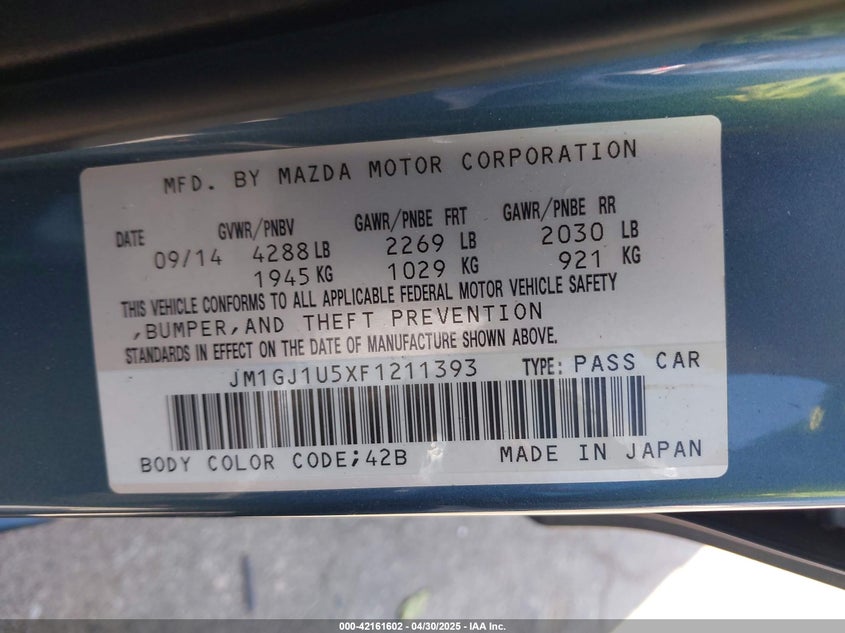 MFD. BY MAZDA MOTOR CORPORATION
DATE GVWR/PNBV GAWR/PNBE FRT GAWR/PNBE RR
09/14 4288 LB 2269 LB 2030 LB
1945 KG 1029 KG 921 KG
THIS VEHICLE CONFORMS TO ALL APPLICABLE FEDERAL MOTOR VEHICLE SAFETY
,BUMPER,AND THEFT PREVENTION
STANDARDS IN EFFECT ON THE DATE OF MANUFACTURE SHOWN ABOVE.
JM1GJ1U5XF1211393 TYPE: PASS CAR
BODY COLOR CODE;42B MADE IN JAPAN
000-42161602 - 04/30/2025 - IAA Inc.